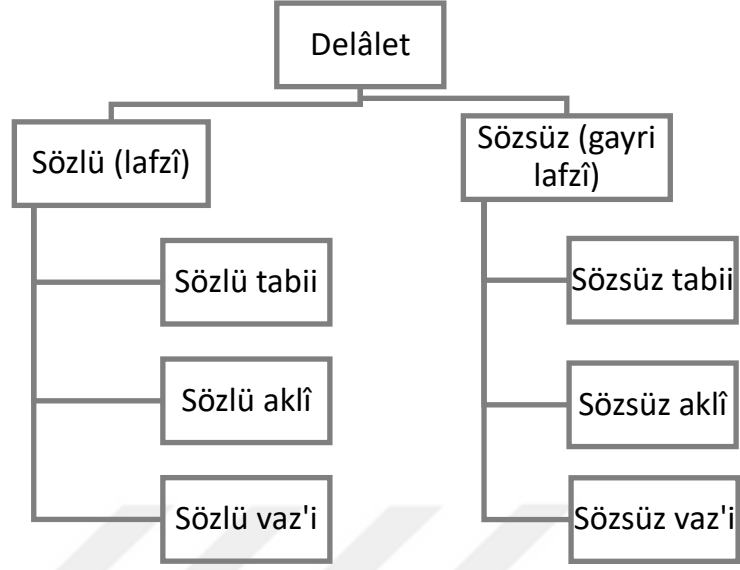 Delâlet
Sözlü (lafzî)
Sözsüz (gayri
lafzî)
Sözlü tabii
Sözsüz tabii
Sözlü aklî
Sözsüz aklî
Sözlü vaz'i
Sözsüz vaz'i